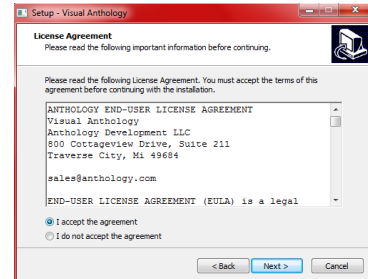 Setup - Visual Anthology
License Agreement
Please read the following important information before continuing.
Please read the following License Agreement. You must accept the terms of this
agreement before continuing with the installation.
ANTHOLOGY END-USER LICENSE AGREEMENT
Visual Anthology
Anthology Development LLC
800 Cottageview Drive, Suite 211
Traverse City, Mi 49684
sales@anthology.com
END-USER LICENSE AGREEMENT (EULA) is a legal
I accept the agreement
I do not accept the agreement
< Back
Next >
Cancel